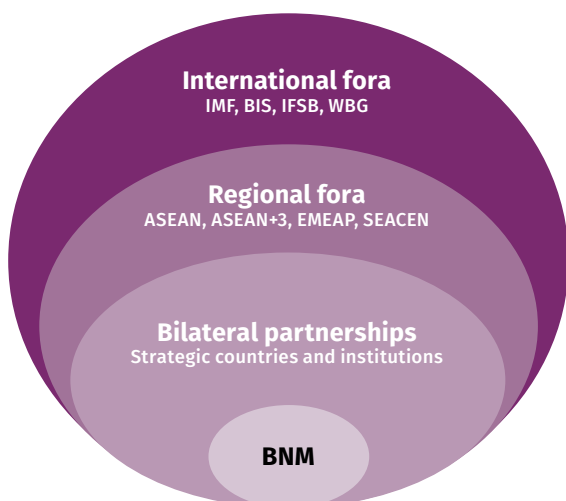 International fora
IMF, BIS, IFSB, WBG
Regional fora
ASEAN, ASEAN+3, EMEAP, SEACEN
Bilateral partnerships
Strategic countries and institutions
BNM